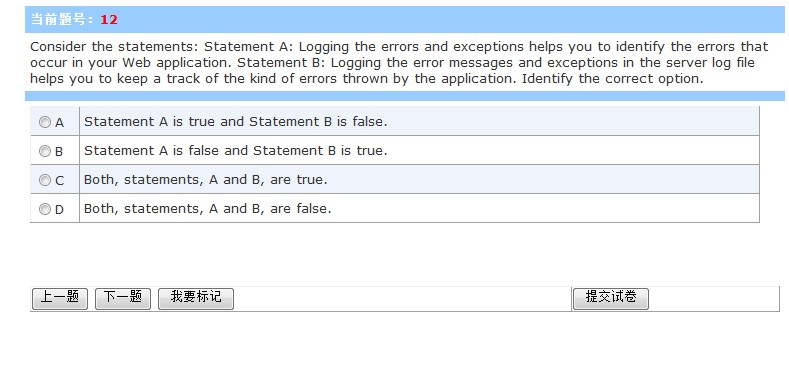 当前题号：12
Consider the statements: Statement A: Logging the errors and exceptions helps you to identify the errors that
occur in your Web application. Statement B: Logging the error messages and exceptions in the server log file
helps you to keep a track of the kind of errors thrown by the application. Identify the correct option.
A Statement A is true and Statement B is false.
B Statement A is false and Statement B is true.
C Both, statements, A and B, are true.
D Both, statements, A and B, are false.
上一题 下一题 我要标记 提交试卷